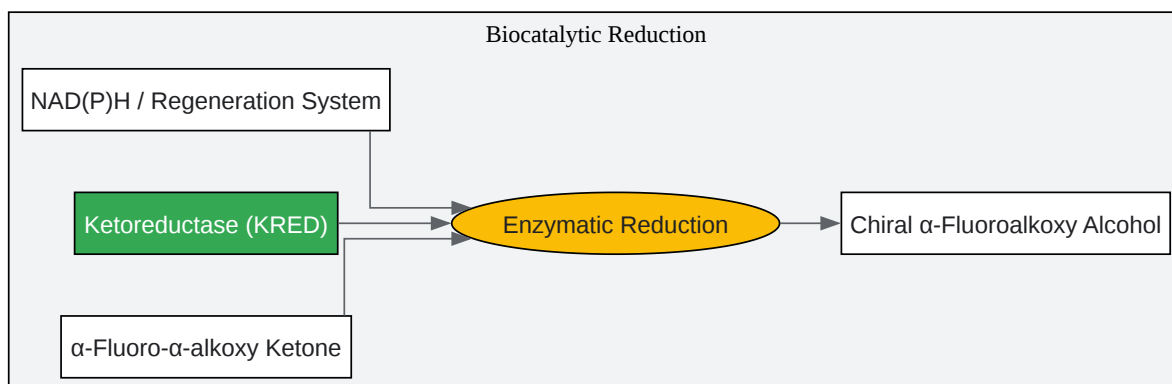 Biocatalytic Reduction
NAD(P)H / Regeneration System
Ketoreductase (KRED)
Enzymatic Reduction
Chiral α-Fluoroalkoxy Alcohol
α-Fluoro-α-alkoxy Ketone